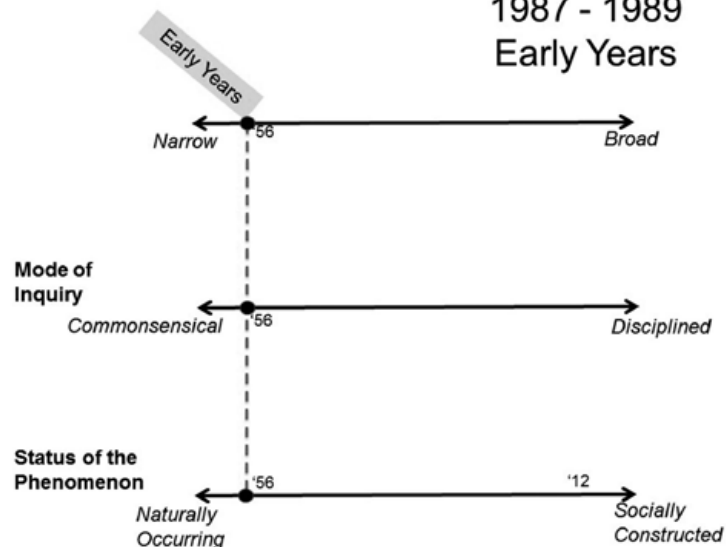 1987 - 1989
Early Years
Early Years
'56
Narrow
Broad
Mode of
Inquiry
'56
Commonsensical
Disciplined
Status of the
Phenomenon
'56
'12
Naturally
Occurring
Socially
Constructed